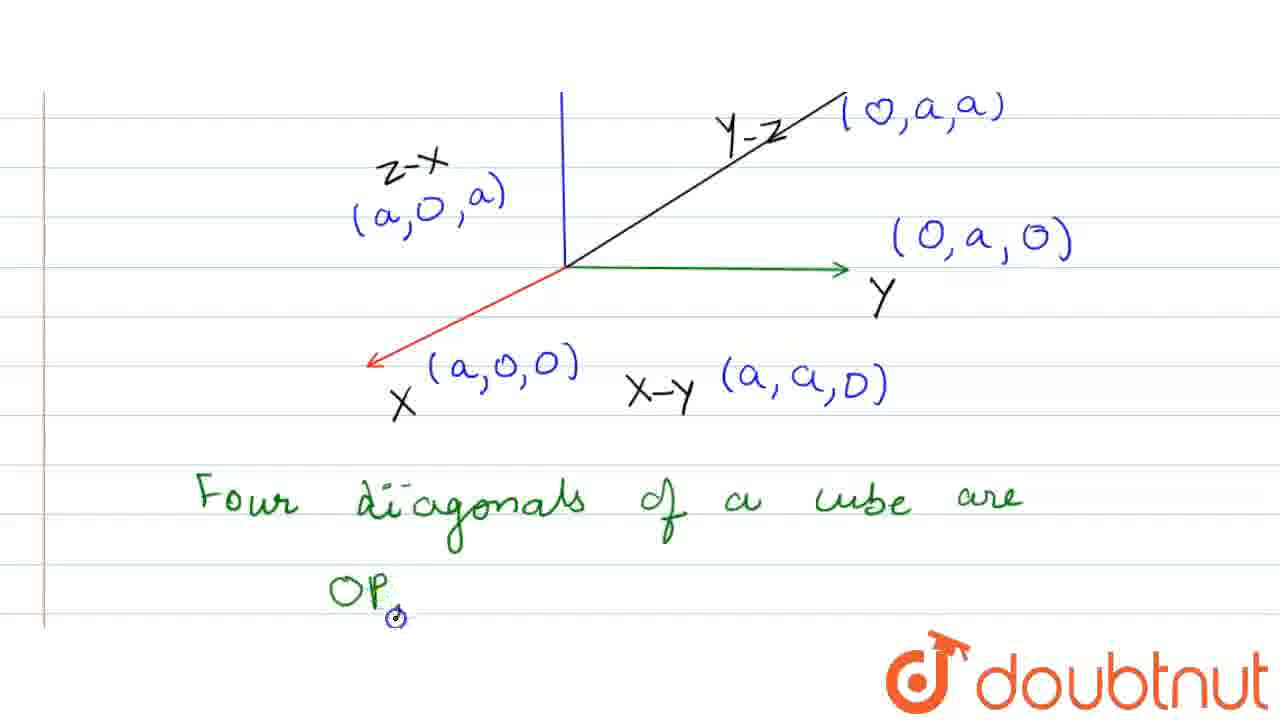 (0,a,a)
Y-Z
Z-X
(a,0,a)
(0,a,0)
Y
(a,0,0)
X
X-Y (a,a,0)
Four diagonals of a cube are
OP,
doubtnut